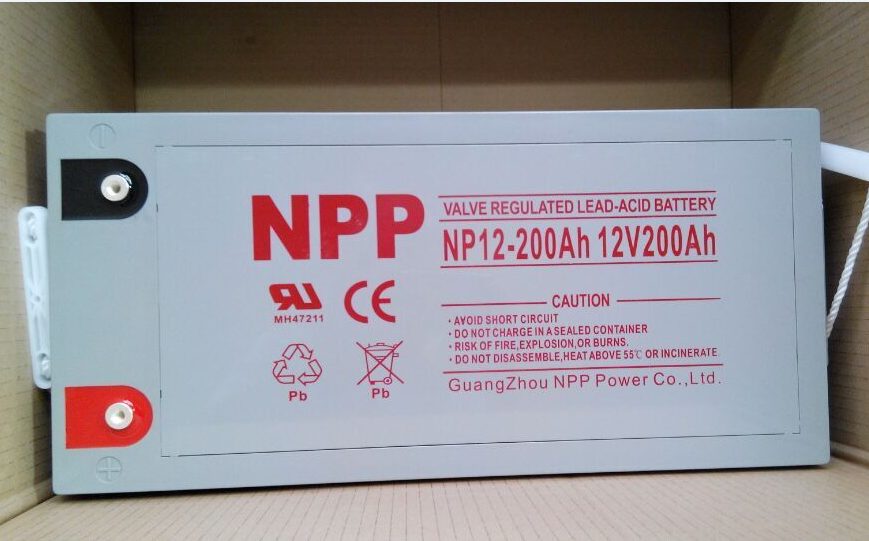 NPP
VALVE REGULATED LEAD-ACID BATTERY
NP12-200Ah 12V200Ah
MH47211
CE
CAUTION
· AVOID SHORT CIRCUIT
· DO NOT CHARGE IN A SEALED CONTAINER
· RISK OF FIRE,EXPLOSION,OR BURNS.
· DO NOT DISASSEMBLE,HEAT ABOVE 55℃ OR INCINERATE
Pb
Pb
GuangZhou NPP Power Co.,Ltd.